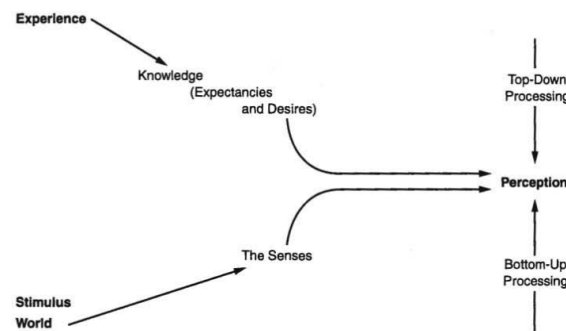 Experience
Knowledge
(Expectancies
and Desires)
Top-Down
Processing
Perception
The Senses
Bottom-Up
Processing
Stimulus
World